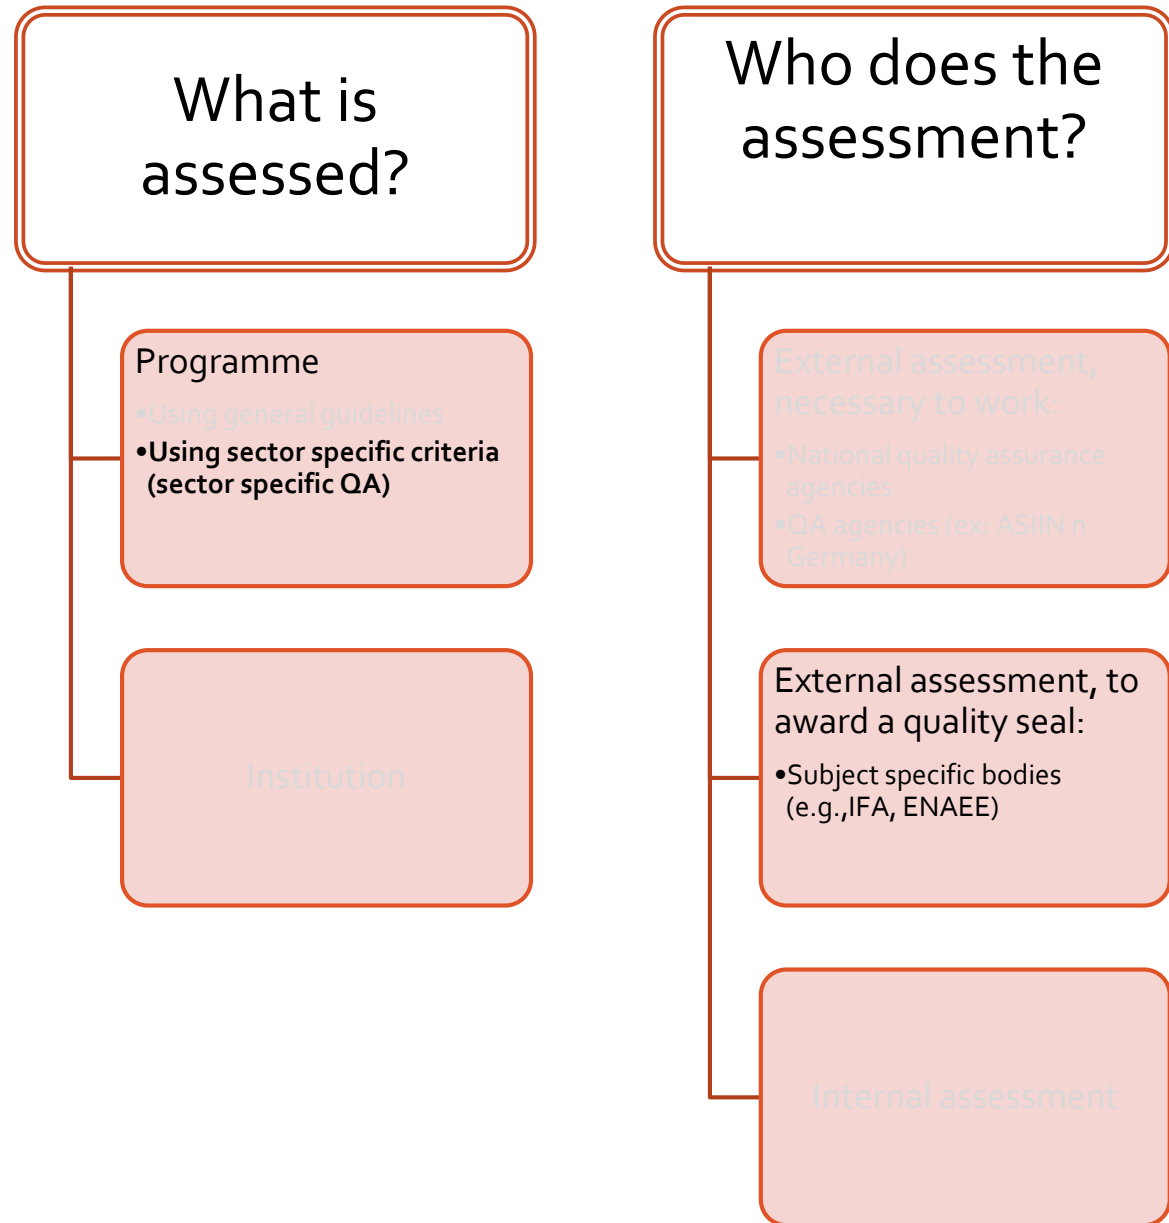 What is
assessed?
Programme
•Using general guidelines
•Using sector specific criteria
(sector specific QA)
Institution
Who does the
assessment?
External assessment,
necessary to work:
•National quality assurance
agencies
•QA agencies (ex: ASIIN n
Germany)
External assessment, to
award a quality seal:
•Subject specific bodies
(e.g.,IFA, ENAEE)
Internal assessment